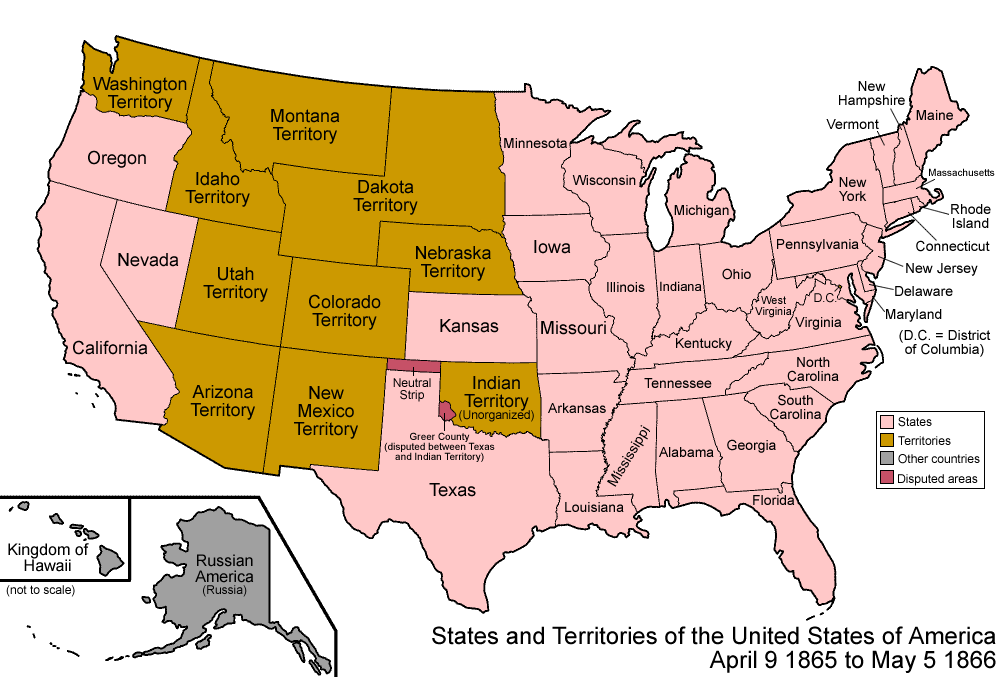 Washington
Territory
Montana
Territory
Oregon
Idaho
Territory
Dakota
Territory
Minnesota
Wisconsin
Michigan
New
Hampshire
Vermont
Maine
Massachusetts
New
York
Rhode
Island
Connecticut
New Jersey
Delaware
Maryland
(D.C. = District
of Columbia)
Pennsylvania
Nevada
Utah
Territory
Nebraska
Territory
Iowa
Illinois
Indiana
Ohio
West
Virginia
D.C.
Virginia
Colorado
Territory
Kansas
Missouri
Kentucky
California
Arizona
Territory
New
Mexico
Territory
Neutral
Strip
Indian
Territory
(Unorganized)
Greer County
(disputed between Texas
and Indian Territory)
Arkansas
Tennessee
North
Carolina
South
Carolina
Mississippi
Alabama
Georgia
Texas
Louisiana
Florida
States
Territories
Other countries
Disputed areas
Kingdom of
Hawaii
(not to scale)
Russian
America
(Russia)
States and Territories of the United States of America
April 9 1865 to May 5 1866